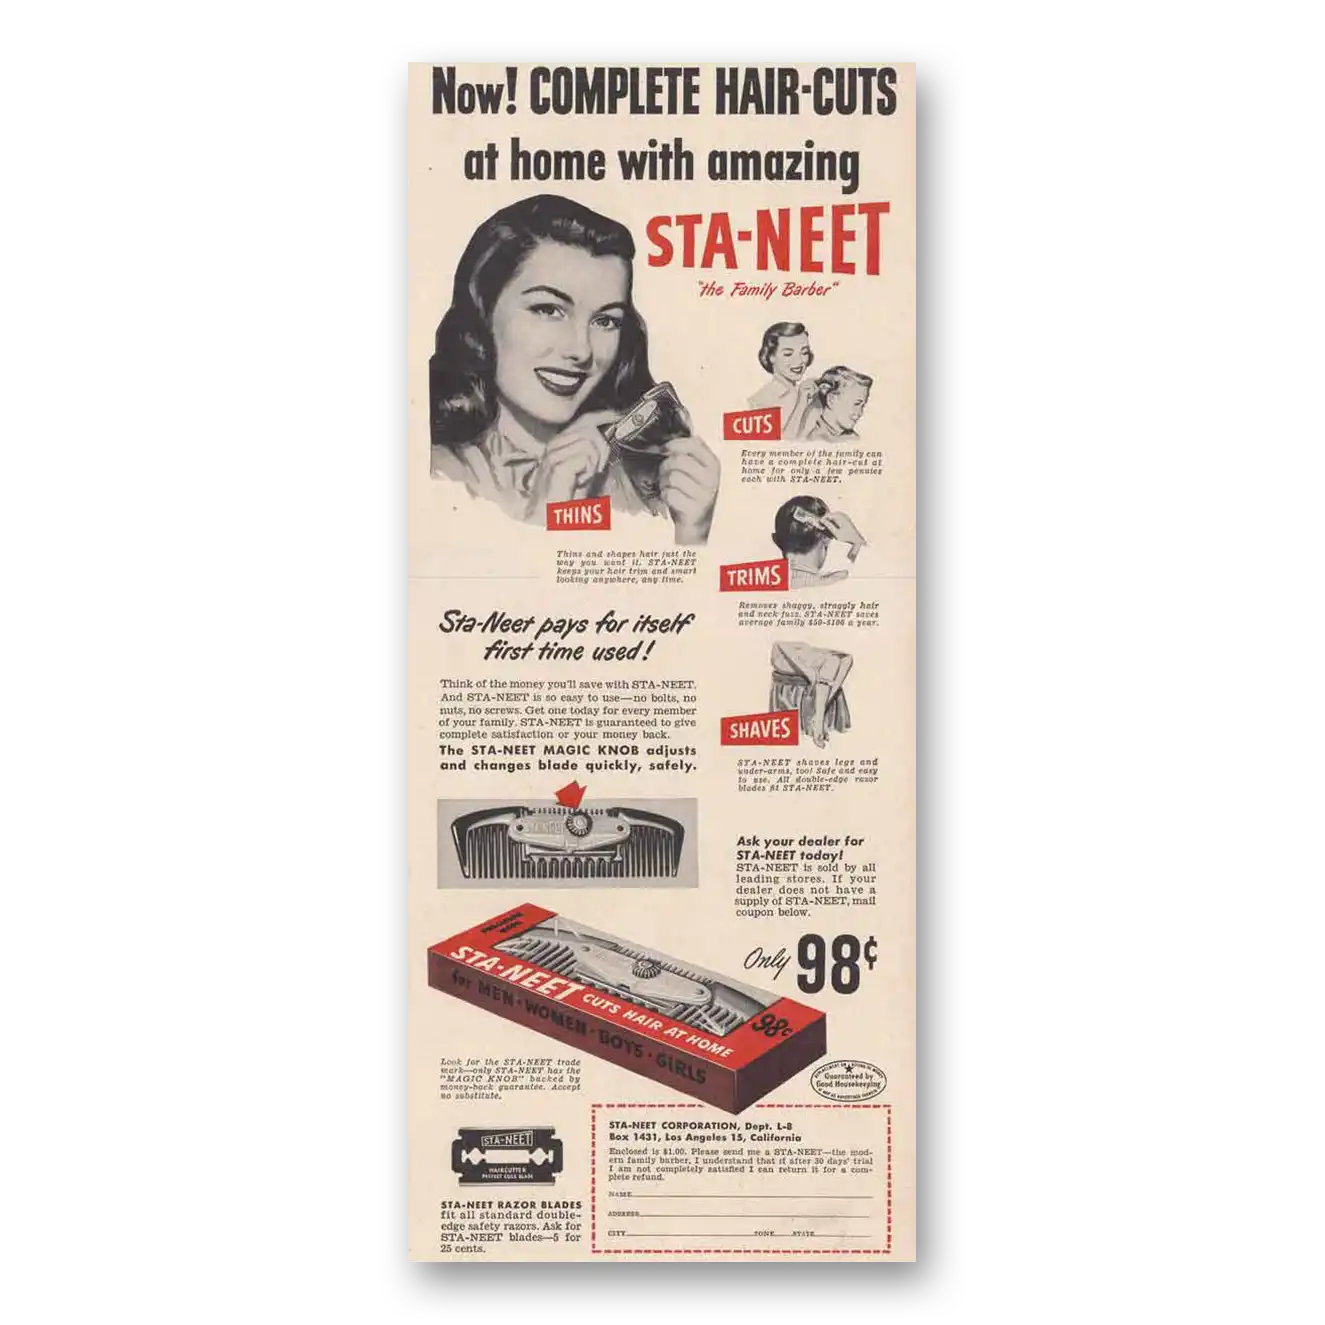 Now! COMPLETE HAIR-CUTS
at home with amazing
STA-NEET
"the Family Barber"
CUTS
Every member of the family can
have a complete hair-cut at
home for only a few pennies
each with STA-NEET.
THINS
Thins and shapes hair just the
way you want it. STA-NEET
keeps your hair trim and smart
looking anywhere, any time.
TRIMS
Removes shaggy, straggly hair
and neck fuzz. STA-NEET saves
average family $50-$100 a year.
Sta-Neet pays for itself
first time used!
Think of the money you'll save with STA-NEET.
And STA-NEET is so easy to use—no bolts, no
nuts, no screws. Get one today for every member
of your family. STA-NEET is guaranteed to give
complete satisfaction or your money back.
The STA-NEET MAGIC KNOB adjusts
and changes blade quickly, safely.
SHAVES
STA-NEET shaves legs and
under-arms, too! Safe and easy
to use. All double-edge razor
blades fit STA-NEET.
STA-NEET
Ask your dealer for
STA-NEET today!
STA-NEET is sold by all
leading stores. If your
dealer does not have a
supply of STA-NEET, mail
coupon below.
Only 98¢
STA-NEET CUTS HAIR AT HOME
98¢
for MEN · WOMEN · BOYS · GIRLS
Look for the STA-NEET trade
mark—only STA-NEET has the
"MAGIC KNOB" backed by
money-back guarantee. Accept
no substitute.
Guaranteed by
Good Housekeeping
STA-NEET
HAIRCUTTER
PERFECT EDGE BLADE
STA-NEET RAZOR BLADES
fit all standard double-
edge safety razors. Ask for
STA-NEET blades—5 for
25 cents.
STA-NEET CORPORATION, Dept. L-8
Box 1431, Los Angeles 15, California
Enclosed is $1.00. Please send me a STA-NEET—the mod-
ern family barber. I understand that if after 30 days' trial
I am not completely satisfied I can return it for a com-
plete refund.
NAME
ADDRESS
CITY ZONE STATE